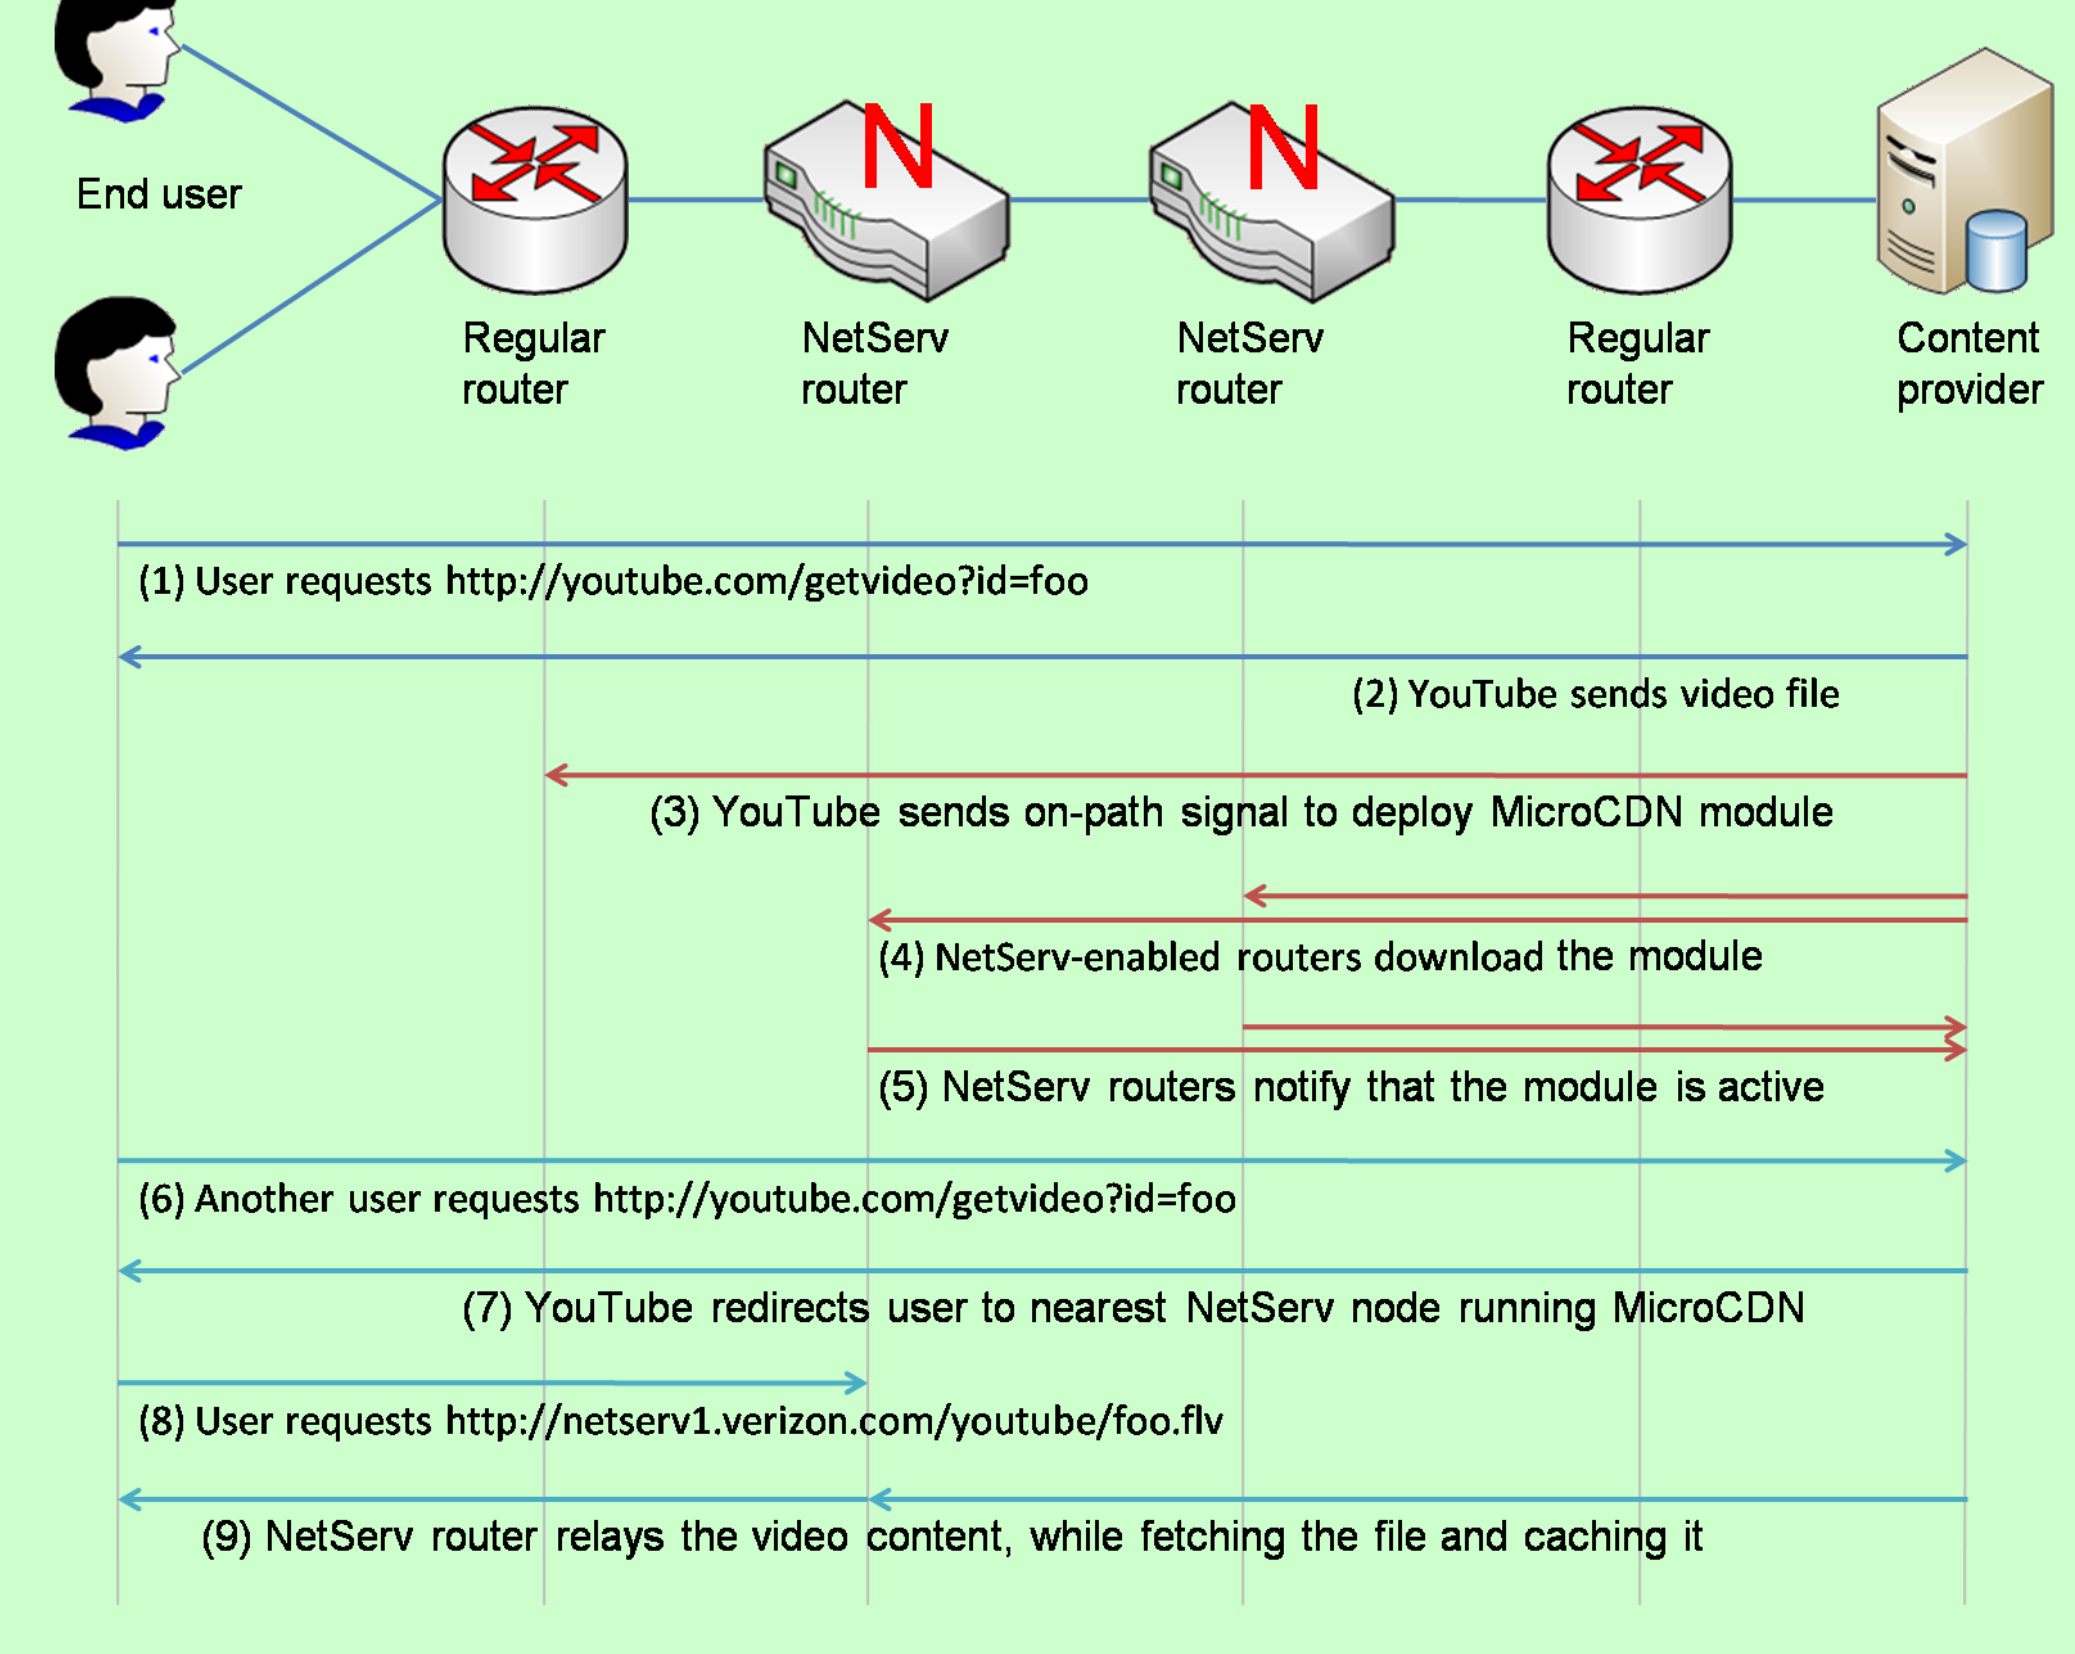 N
N
End user
Regular
router
NetServ
router
NetServ
router
Regular
router
Content
provider
(1) User requests http://youtube.com/getvideo?id=foo
(2) YouTube sends video file
(3) YouTube sends on-path signal to deploy MicroCDN module
(4) NetServ-enabled routers download the module
(5) NetServ routers notify that the module is active
(6) Another user requests http://youtube.com/getvideo?id=foo
(7) YouTube redirects user to nearest NetServ node running MicroCDN
(8) User requests http://netserv1.verizon.com/youtube/foo.flv
(9) NetServ router relays the video content, while fetching the file and caching it